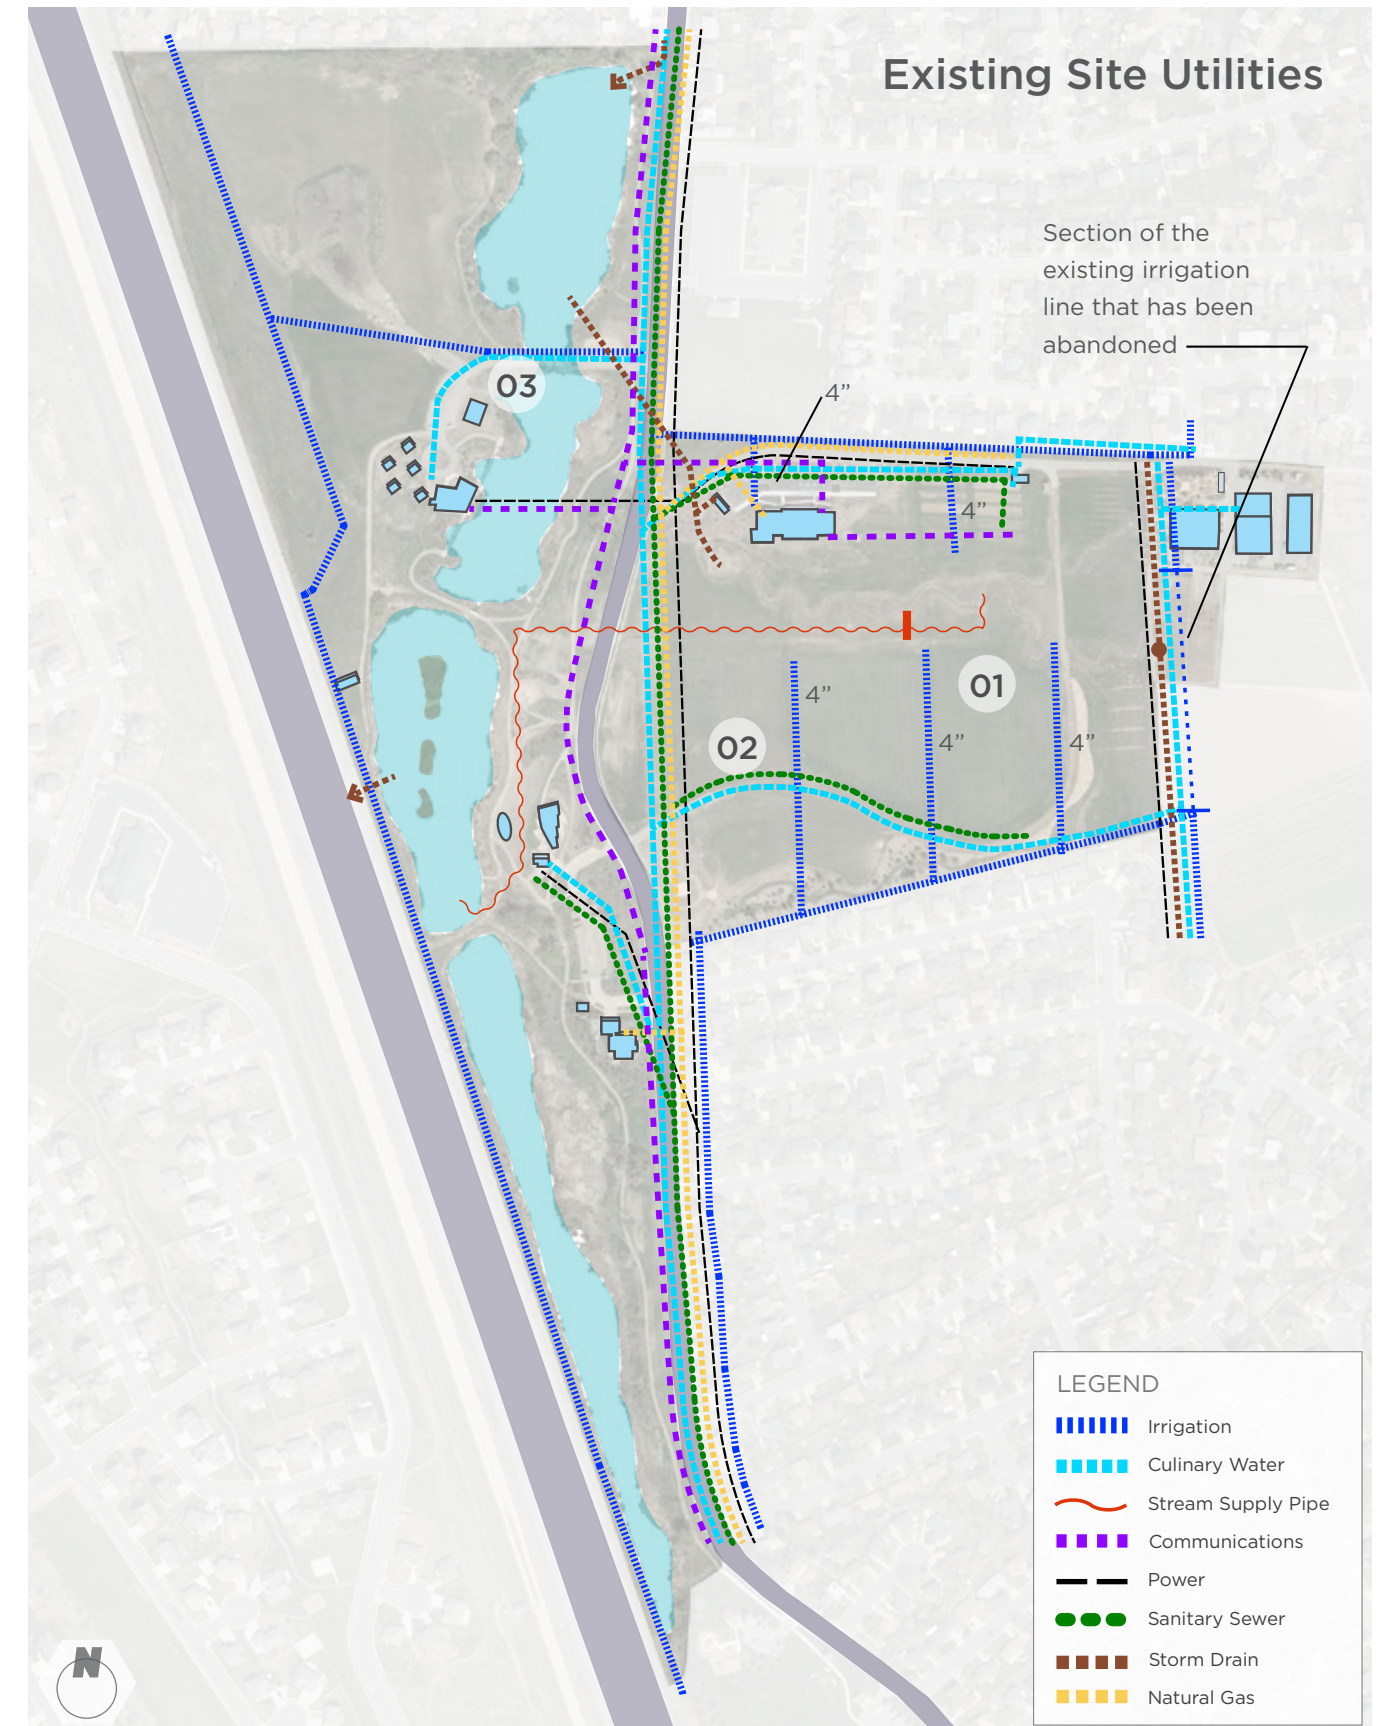 Existing Site Utilities
Section of the
existing irrigation
line that has been
abandoned
03
4”
4”
01
4”
02
4”
4”
LEGEND
Irrigation
Culinary Water
Stream Supply Pipe
Communications
Power
Sanitary Sewer
Storm Drain
Natural Gas
N